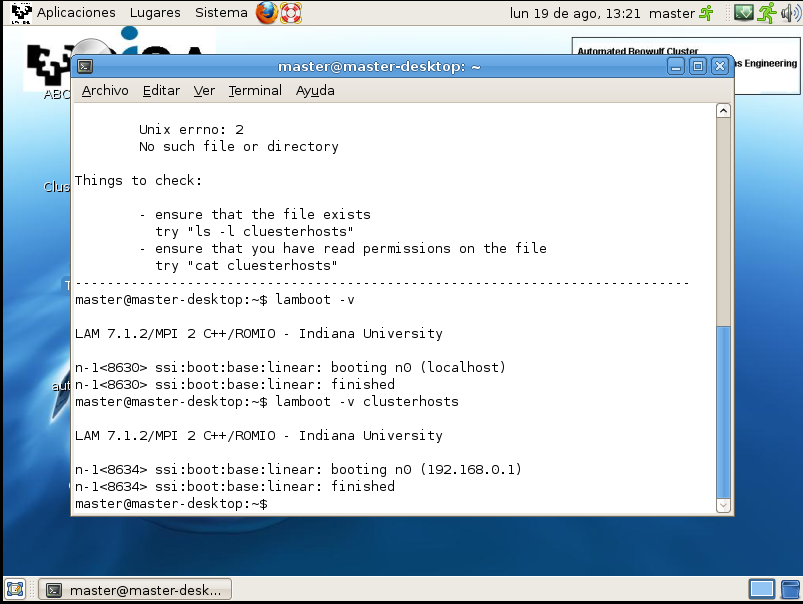 Aplicaciones Lugares Sistema lun 19 de ago, 13:21 master
Automated Beowulf Cluster
s Engineering
ABC
Clus
master@master-desktop: ~
Archivo Editar Ver Terminal Ayuda
Unix errno: 2
No such file or directory
Things to check:
- ensure that the file exists
try "ls -l cluesterhosts"
- ensure that you have read permissions on the file
try "cat cluesterhosts"
-----------------------------------------------------------------------------
master@master-desktop:~$ lamboot -v
LAM 7.1.2/MPI 2 C++/ROMIO - Indiana University
n-1<8630> ssi:boot:base:linear: booting n0 (localhost)
n-1<8630> ssi:boot:base:linear: finished
master@master-desktop:~$ lamboot -v clusterhosts
LAM 7.1.2/MPI 2 C++/ROMIO - Indiana University
n-1<8634> ssi:boot:base:linear: booting n0 (192.168.0.1)
n-1<8634> ssi:boot:base:linear: finished
master@master-desktop:~$
master@master-desk...